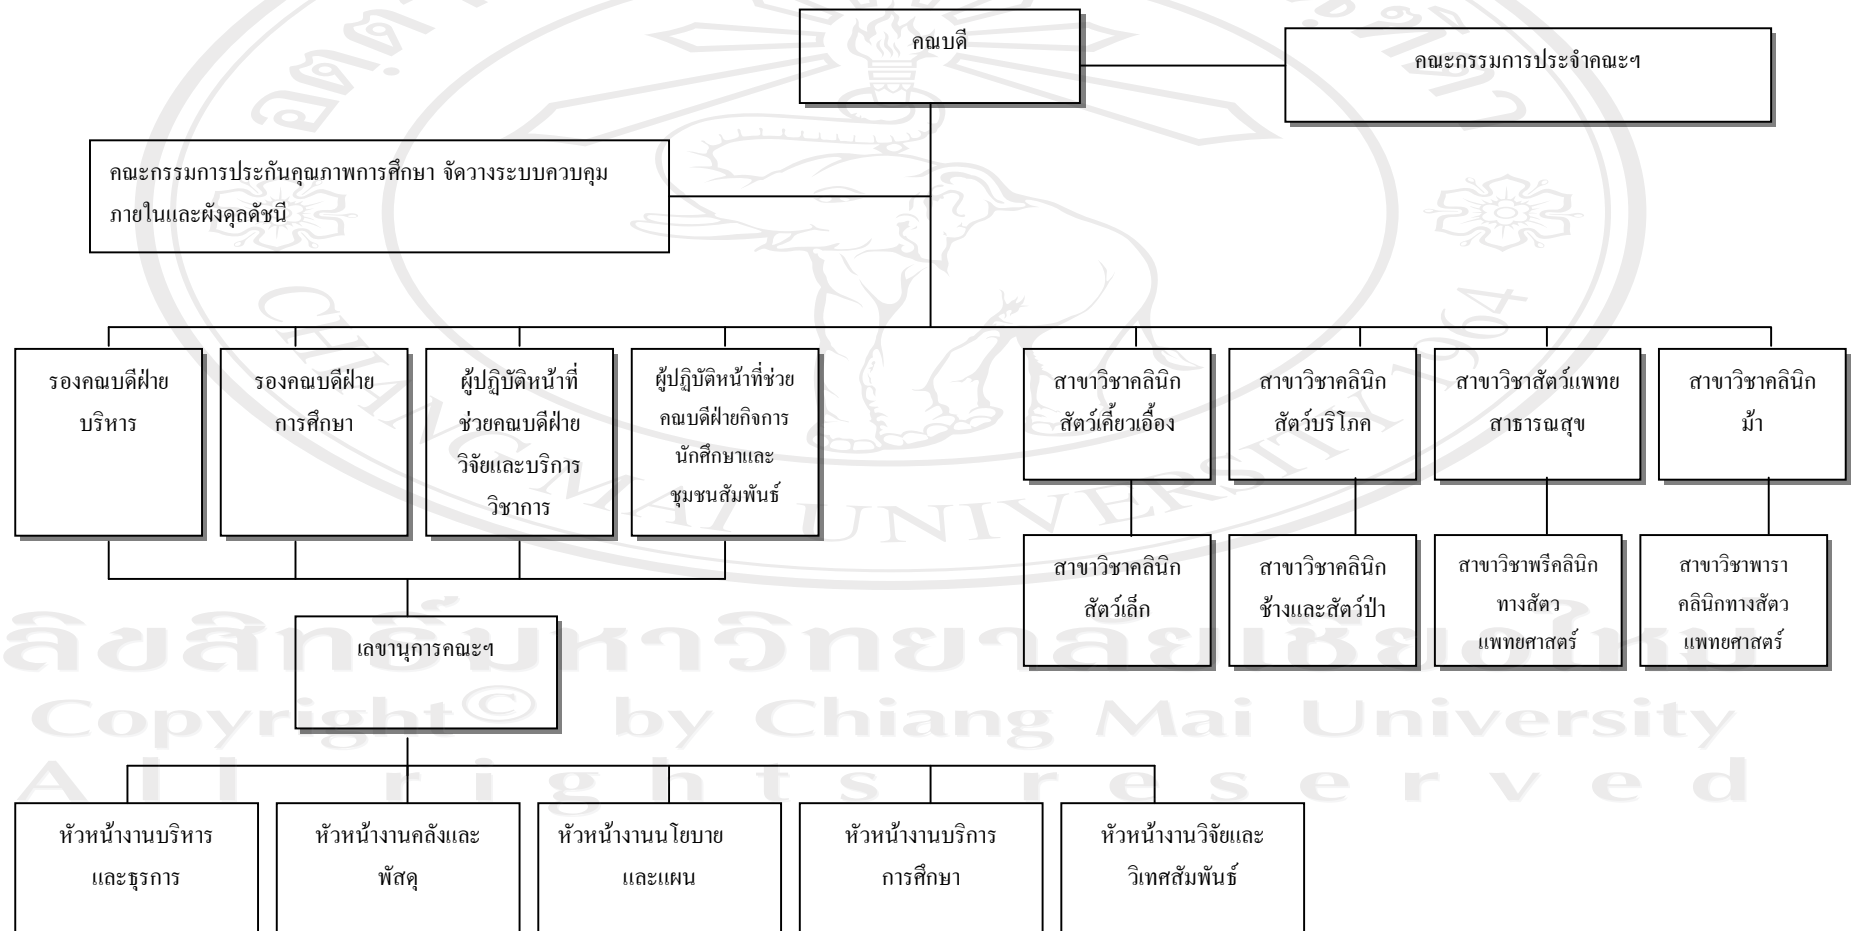 คณบดี
คณะกรรมการประจำคณะฯ
คณะกรรมการประกันคุณภาพการศึกษา จัดวางระบบควบคุม
ภายในและผังดุลดัชนี
รองคณบดีฝ่าย
บริหาร
รองคณบดีฝ่าย
การศึกษา
ผู้ปฏิบัติหน้าที่
ช่วยคณบดีฝ่าย
วิจัยและบริการ
วิชาการ
ผู้ปฏิบัติหน้าที่ช่วย
คณบดีฝ่ายกิจการ
นักศึกษาและ
ชุมชนสัมพันธ์
สาขาวิชาคลินิก
สัตว์เคี้ยวเอื้อง
สาขาวิชาคลินิก
สัตว์บริโภค
สาขาวิชาสัตว์แพทย
สาธารณสุข
สาขาวิชาคลินิก
ม้า
สาขาวิชาคลินิก
สัตว์เล็ก
สาขาวิชาคลินิก
ช้างและสัตว์ป่า
สาขาวิชาพรีคลินิก
ทางสัตว
แพทยศาสตร์
สาขาวิชาพารา
คลินิกทางสัตว
แพทยศาสตร์
เลขานุการคณะฯ
หัวหน้างานบริหาร
และธุรการ
หัวหน้างานคลังและ
พัสดุ
หัวหน้างานนโยบาย
และแผน
หัวหน้างานบริการ
การศึกษา
หัวหน้างานวิจัยและ
วิเทศสัมพันธ์
CHIANG MAI UNIVERSITY 1964
ลิขสิทธิ์มหาวิทยาลัยเชียงใหม่
Copyright© by Chiang Mai University
All rights reserved